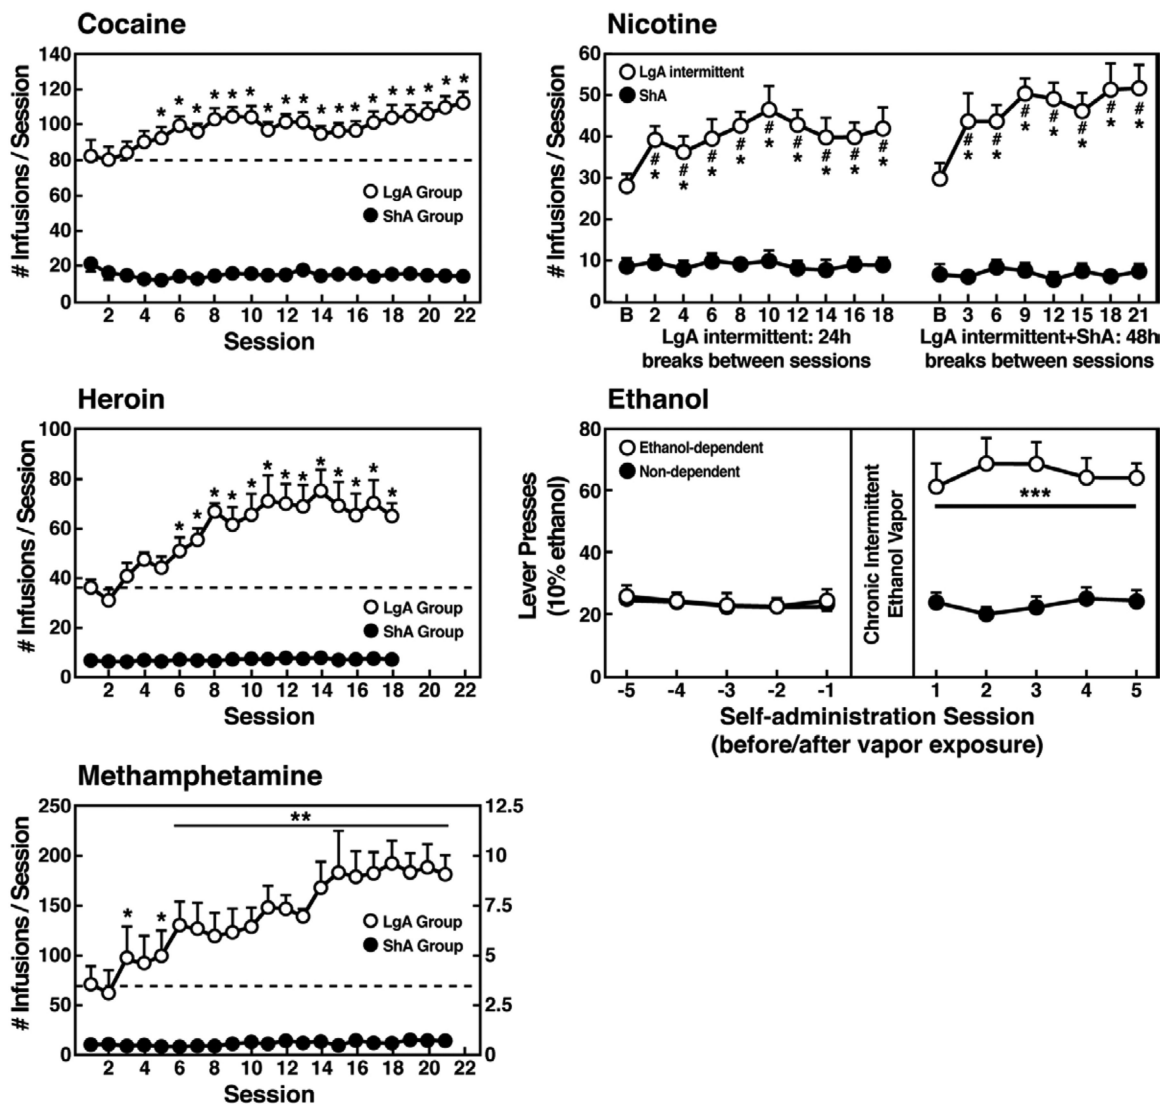 Cocaine
# Infusions / Session
140
120
100
80
60
40
20
0
* * * * * * * * * * * * * * * * * *
LgA Group
ShA Group
2 4 6 8 10 12 14 16 18 20 22
Session
Nicotine
# Infusions / Session
60
50
40
30
20
10
0
LgA intermittent
ShA
# # # # # # # # #
* * * * * * * * *
# # # # # # #
* * * * * * *
B 2 4 6 8 10 12 14 16 18
LgA intermittent: 24h
breaks between sessions
B 3 6 9 12 15 18 21
LgA intermittent+ShA: 48h
breaks between sessions
Heroin
# Infusions / Session
100
80
60
40
20
0
* * * * * * * * * * * * *
LgA Group
ShA Group
2 4 6 8 10 12 14 16 18 20 22
Session
Ethanol
Lever Presses
(10% ethanol)
80
60
40
20
0
Ethanol-dependent
Non-dependent
Chronic Intermittent
Ethanol Vapor
***
-5 -4 -3 -2 -1 1 2 3 4 5
Self-administration Session
(before/after vapor exposure)
Methamphetamine
# Infusions / Session
250
200
150
100
50
0
* *
**
LgA Group
ShA Group
12.5
10
7.5
5
2.5
0
2 4 6 8 10 12 14 16 18 20 22
Session